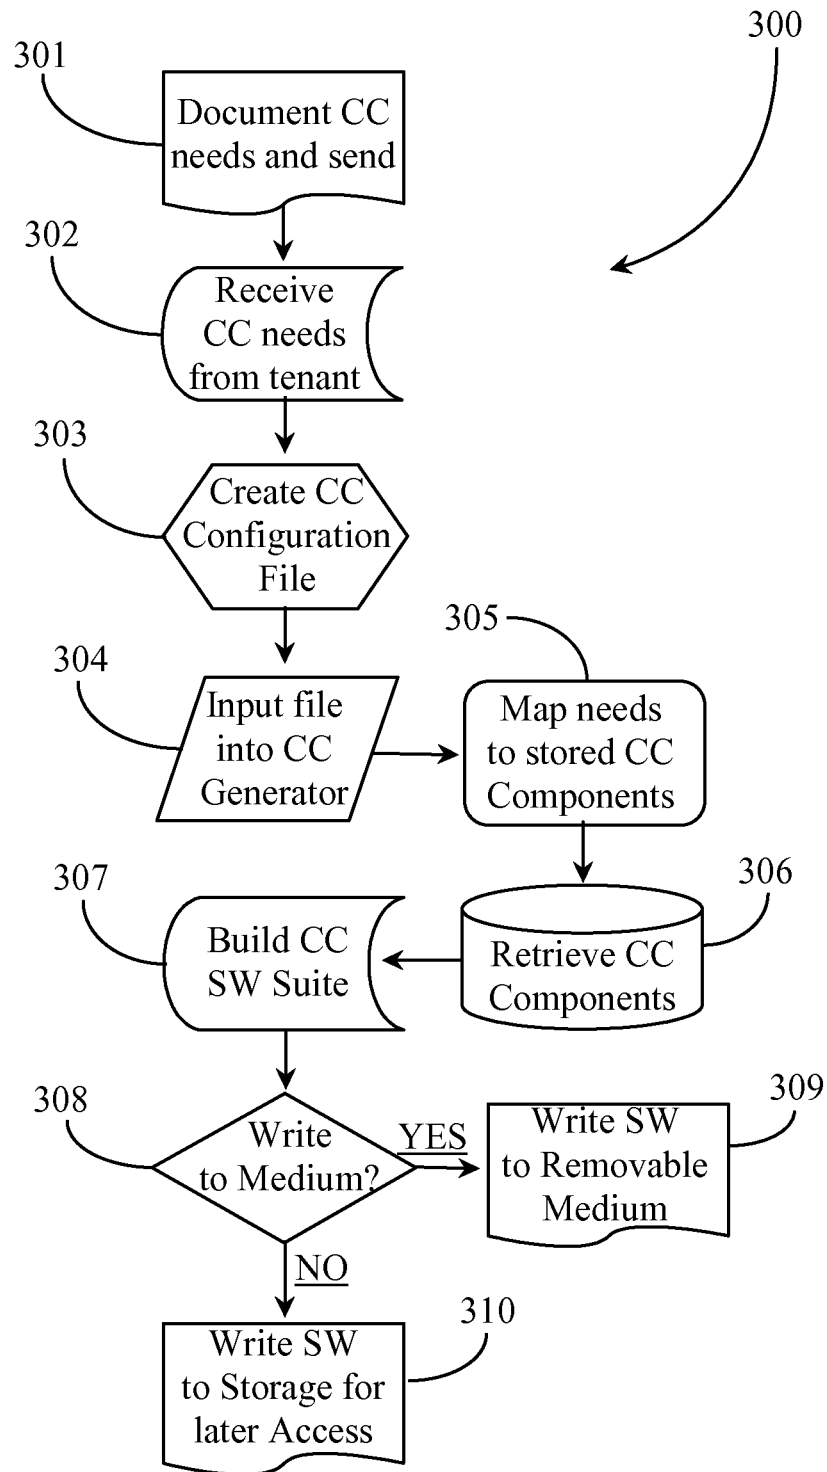 300
301
Document CC
needs and send
302
Receive
CC needs
from tenant
303
Create CC
Configuration
File
304
Input file
into CC
Generator
305
Map needs
to stored CC
Components
306
Retrieve CC
Components
307
Build CC
SW Suite
308
Write
to Medium?
YES
309
Write SW
to Removable
Medium
NO
310
Write SW
to Storage for
later Access